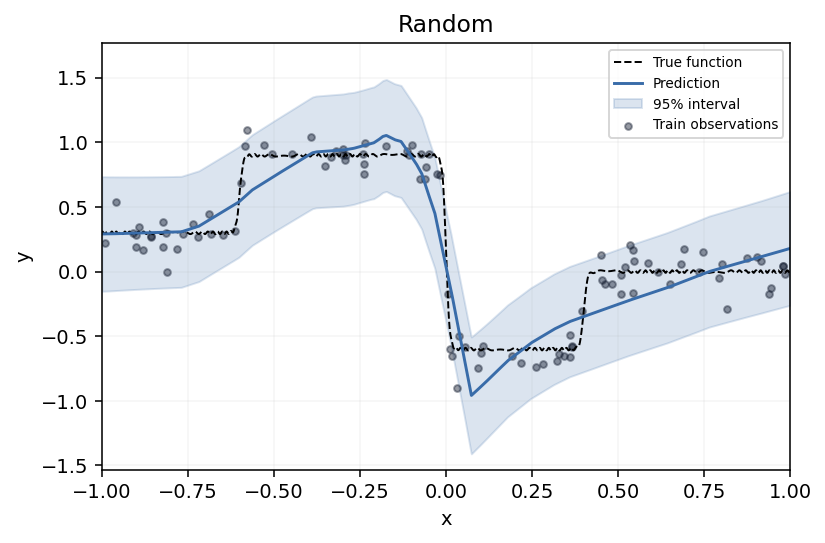 Random
True function
Prediction
95% interval
Train observations
1.5
1.0
0.5
0.0
−0.5
−1.0
−1.5
y
−1.00 −0.75 −0.50 −0.25 0.00 0.25 0.50 0.75 1.00
x